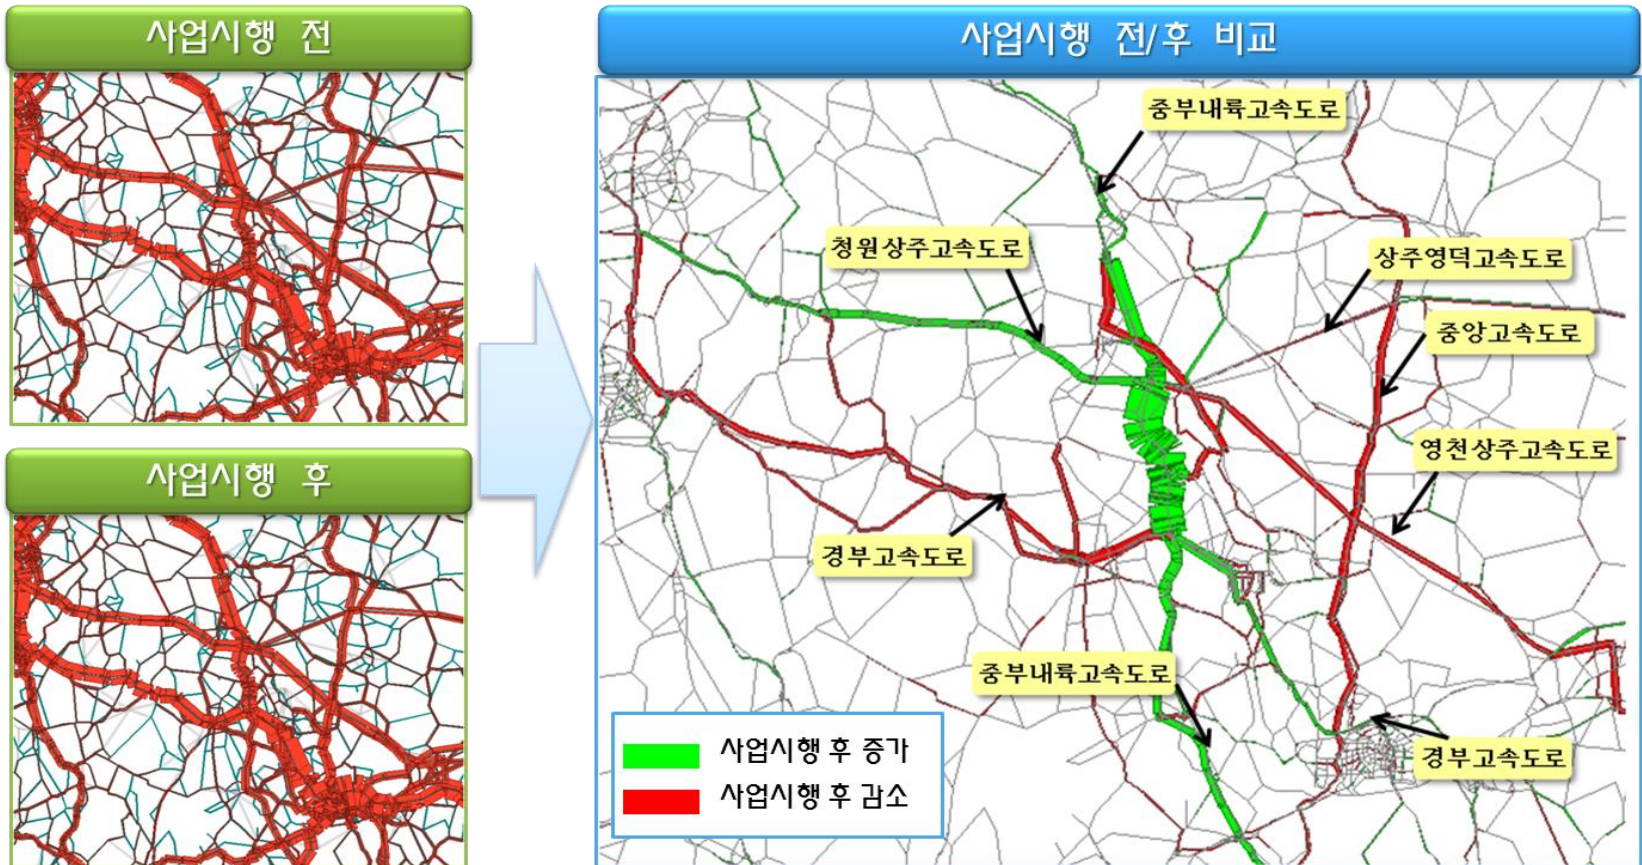 사업시행 전
사업시행 후
사업시행 전/후 비교
중부내륙고속도로
청원상주고속도로
상주영덕고속도로
중앙고속도로
영천상주고속도로
경부고속도로
중부내륙고속도로
경부고속도로
사업시행 후 증가
사업시행 후 감소